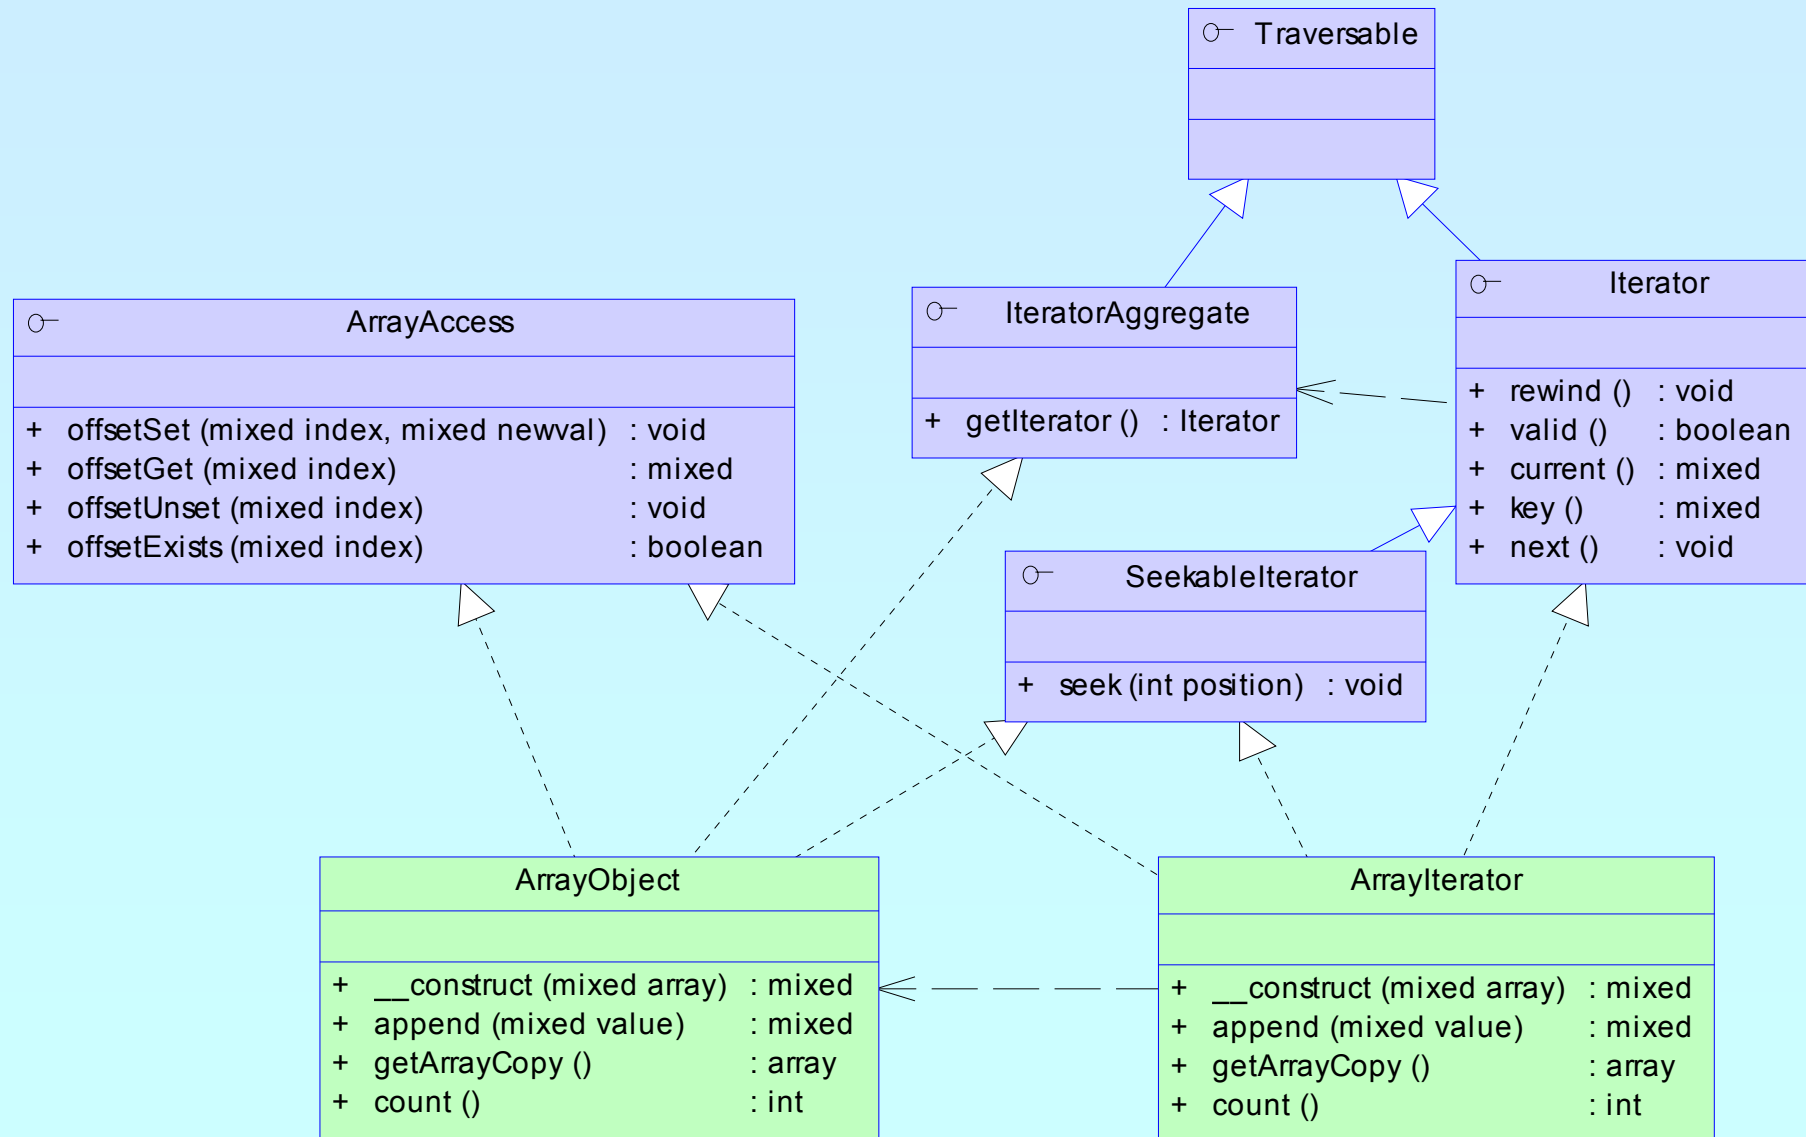 Traversable
ArrayAccess
+ offsetSet (mixed index, mixed newval) : void
+ offsetGet (mixed index) : mixed
+ offsetUnset (mixed index) : void
+ offsetExists (mixed index) : boolean
IteratorAggregate
+ getIterator () : Iterator
Iterator
+ rewind () : void
+ valid () : boolean
+ current () : mixed
+ key () : mixed
+ next () : void
SeekableIterator
+ seek (int position) : void
ArrayObject
+ __construct (mixed array) : mixed
+ append (mixed value) : mixed
+ getArrayCopy () : array
+ count () : int
ArrayIterator
+ __construct (mixed array) : mixed
+ append (mixed value) : mixed
+ getArrayCopy () : array
+ count () : int